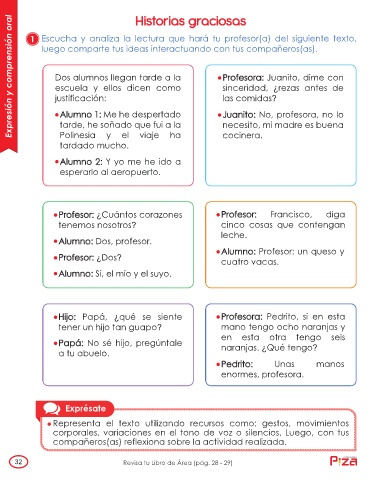 Historias graciosas
1 Escucha y analiza la lectura que hará tu profesor(a) del siguiente texto,
luego comparte tus ideas interactuando con tus compañeros(as).
Expresión y comprensión oral
Dos alumnos llegan tarde a la
escuela y ellos dicen como
justificación:
•Alumno 1: Me he despertado
tarde, he soñado que fui a la
Polinesia y el viaje ha
tardado mucho.
•Alumno 2: Y yo me he ido a
esperarlo al aeropuerto.
•Profesora: Juanito, dime con
sinceridad, ¿rezas antes de
las comidas?
•Juanito: No, profesora, no lo
necesito, mi madre es buena
cocinera.
•Profesor: ¿Cuántos corazones
tenemos nosotros?
•Alumno: Dos, profesor.
•Profesor: ¿Dos?
•Alumno: Sí, el mío y el suyo.
•Profesor: Francisco, diga
cinco cosas que contengan
leche.
•Alumno: Profesor: un queso y
cuatro vacas.
•Hijo: Papá, ¿qué se siente
tener un hijo tan guapo?
•Papá: No sé hijo, pregúntale
a tu abuelo.
•Profesora: Pedrito, si en esta
mano tengo ocho naranjas y
en esta otra tengo seis
naranjas. ¿Qué tengo?
•Pedrito: Unas manos
enormes, profesora.
Exprésate
•Representa el texto utilizando recursos como: gestos, movimientos
corporales, variaciones en el tono de voz o silencios. Luego, con tus
compañeros(as) reflexiona sobre la actividad realizada.
32
Revisa tu Libro de Área (pág. 28 - 29)